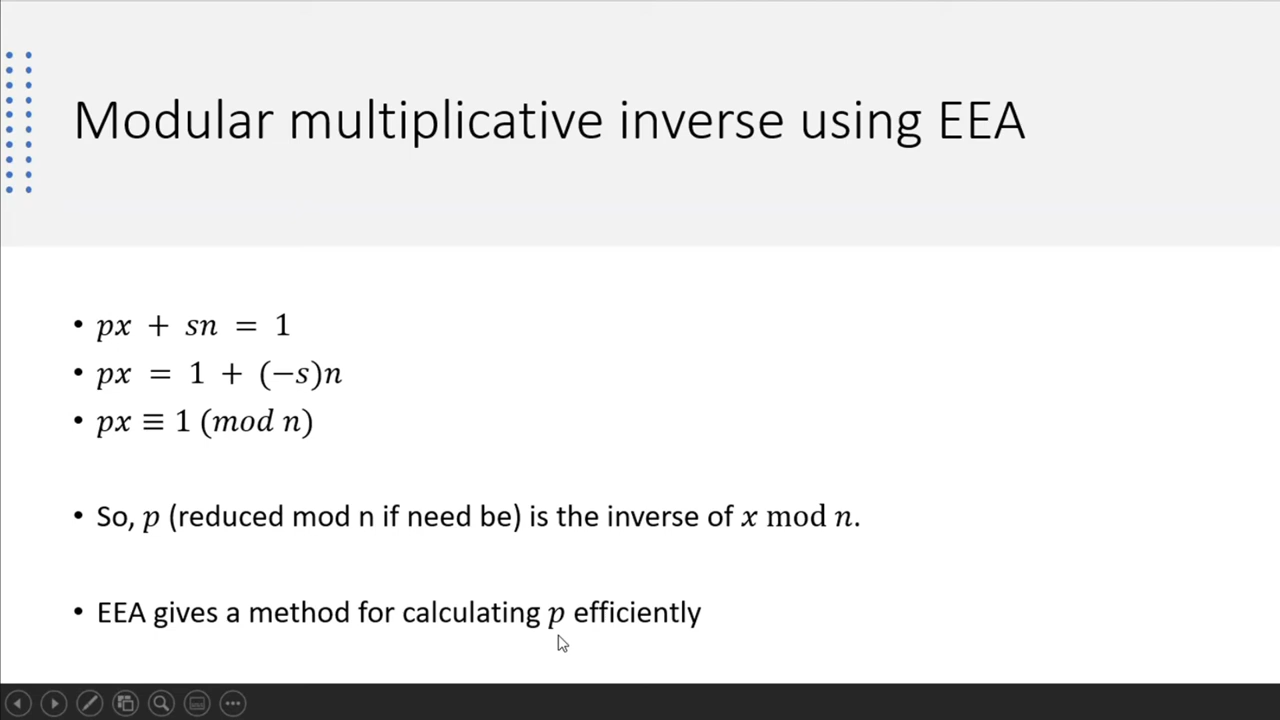 Modular multiplicative inverse using EEA
• px + sn = 1
• px = 1 + (−s)n
• px ≡ 1 (mod n)
• So, p (reduced mod n if need be) is the inverse of x mod n.
• EEA gives a method for calculating p efficiently